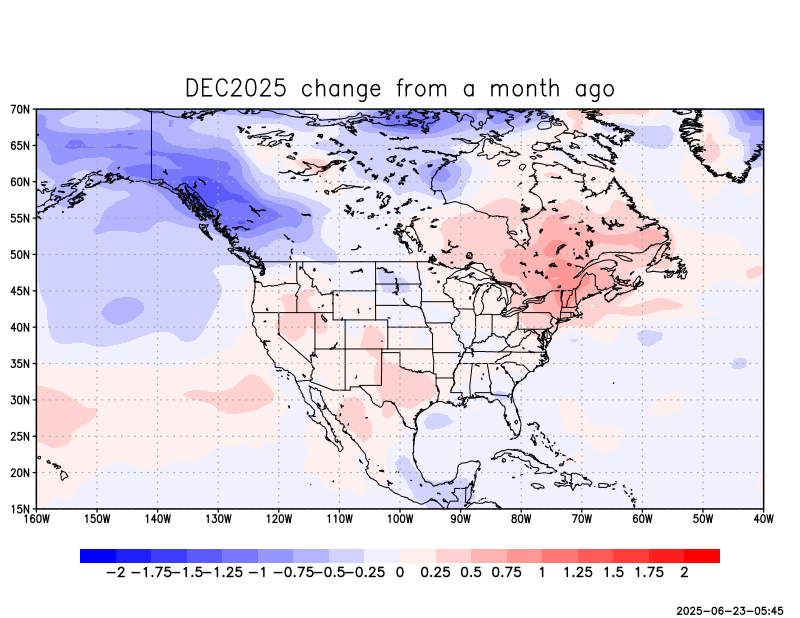 DEC2025 change from a month ago
70N
65N
60N
55N
50N
45N
40N
35N
30N
25N
20N
15N
160W 150W 140W 130W 120W 110W 100W 90W 80W 70W 60W 50W 40W
-2 -1.75 -1.5 -1.25 -1 -0.75 -0.5 -0.25 0 0.25 0.5 0.75 1 1.25 1.5 1.75 2
2025-06-23-05:45